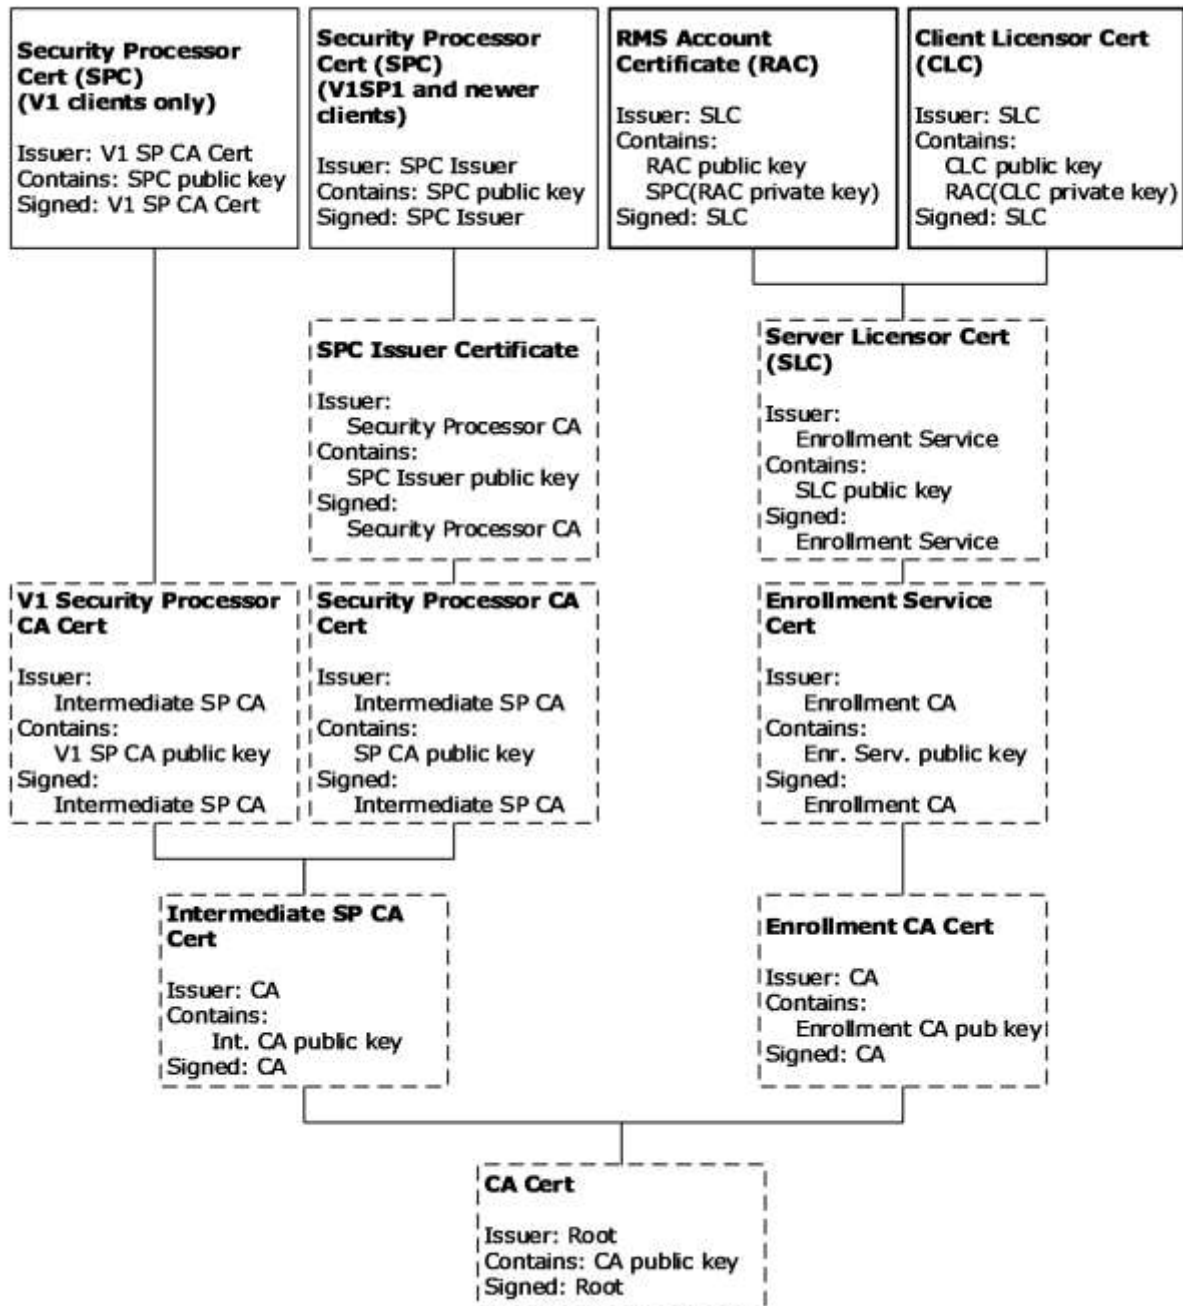 Security Processor
Cert (SPC)
(V1 clients only)
Issuer: V1 SP CA Cert
Contains: SPC public key
Signed: V1 SP CA Cert
Security Processor
Cert (SPC)
(V1SP1 and newer
clients)
Issuer: SPC Issuer
Contains: SPC public key
Signed: SPC Issuer
RMS Account
Certificate (RAC)
Issuer: SLC
Contains:
RAC public key
SPC(RAC private key)
Signed: SLC
Client Licensor Cert
(CLC)
Issuer: SLC
Contains:
CLC public key
RAC(CLC private key)
Signed: SLC
SPC Issuer Certificate
Issuer:
Security Processor CA
Contains:
SPC Issuer public key
Signed:
Security Processor CA
Server Licensor Cert
(SLC)
Issuer:
Enrollment Service
Contains:
SLC public key
Signed:
Enrollment Service
V1 Security Processor
CA Cert
Issuer:
Intermediate SP CA
Contains:
V1 SP CA public key
Signed:
Intermediate SP CA
Security Processor CA
Cert
Issuer:
Intermediate SP CA
Contains:
SP CA public key
Signed:
Intermediate SP CA
Enrollment Service
Cert
Issuer:
Enrollment CA
Contains:
Enr. Serv. public key
Signed:
Enrollment CA
Intermediate SP CA
Cert
Issuer: CA
Contains:
Int. CA public key
Signed: CA
Enrollment CA Cert
Issuer: CA
Contains:
Enrollment CA pub key
Signed: CA
CA Cert
Issuer: Root
Contains: CA public key
Signed: Root